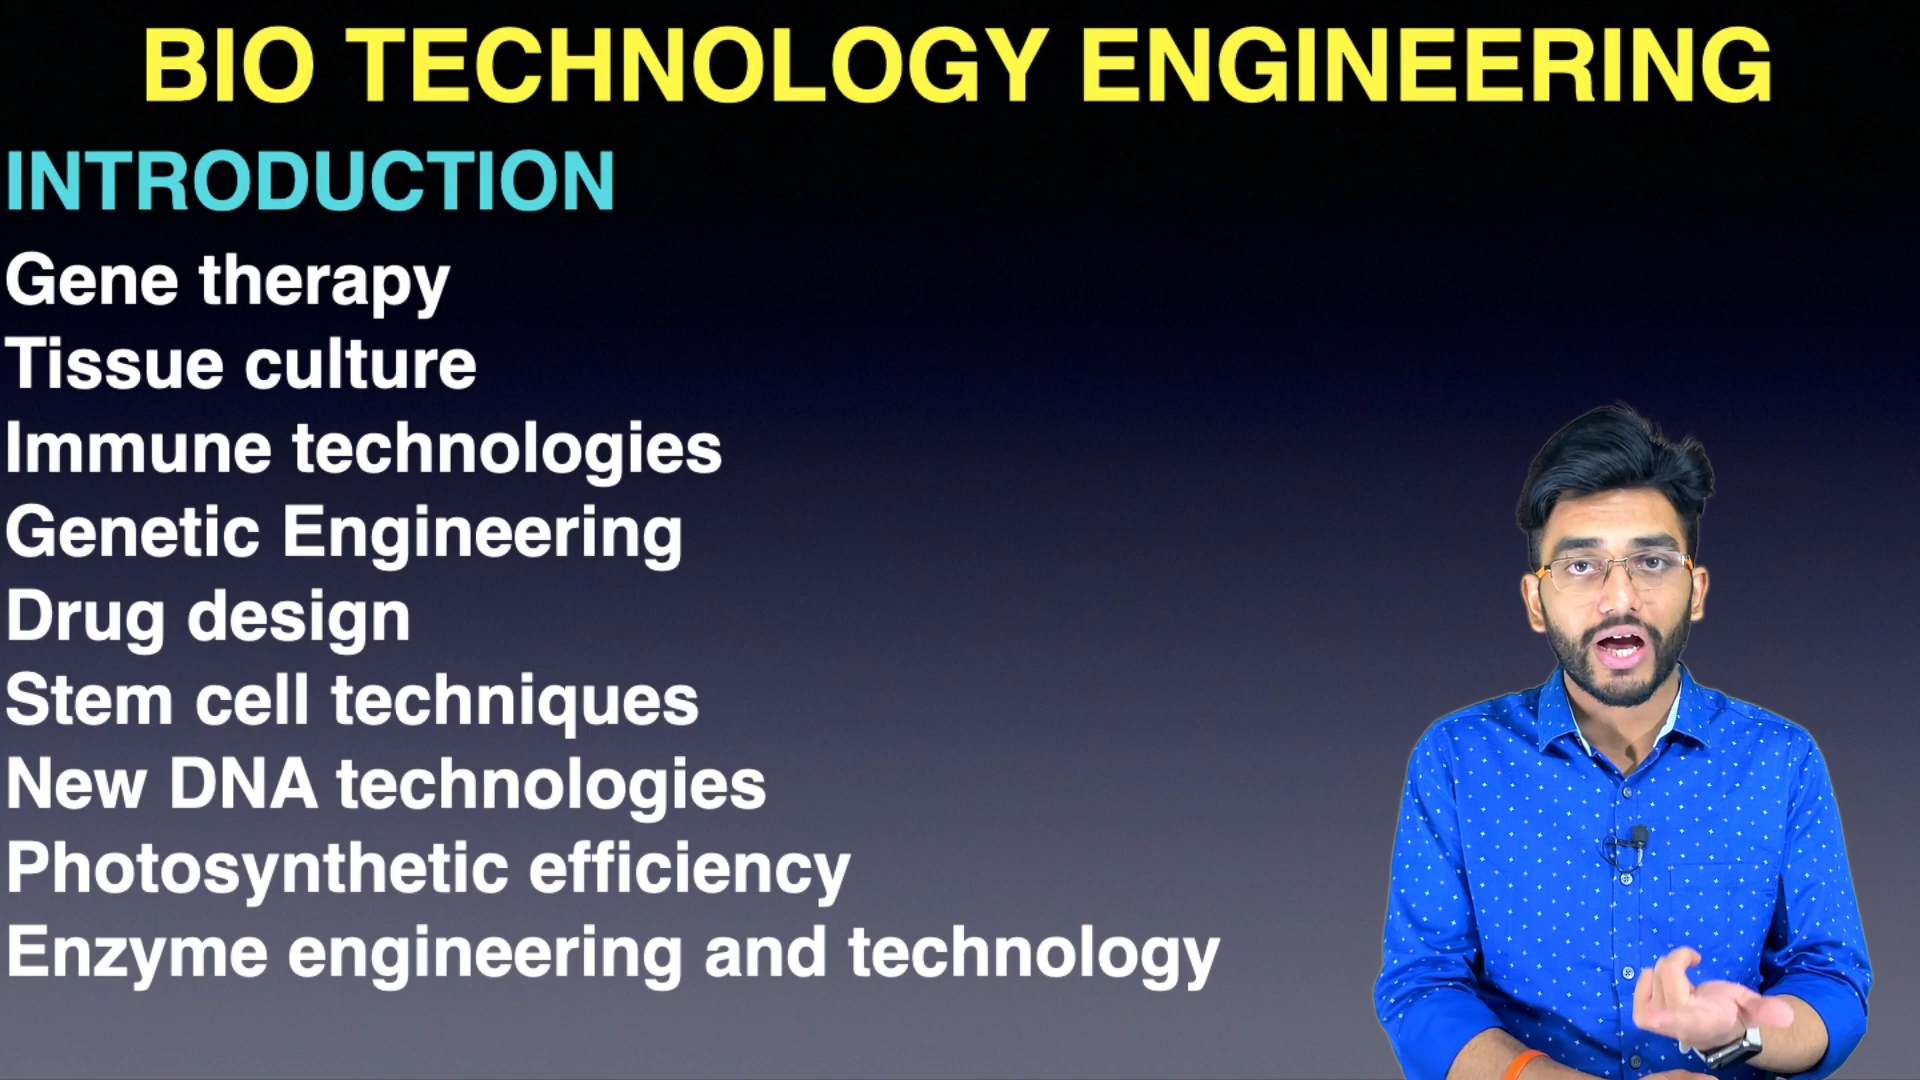 BIO TECHNOLOGY ENGINEERING
INTRODUCTION
Gene therapy
Tissue culture
Immune technologies
Genetic Engineering
Drug design
Stem cell techniques
New DNA technologies
Photosynthetic efficiency
Enzyme engineering and technology